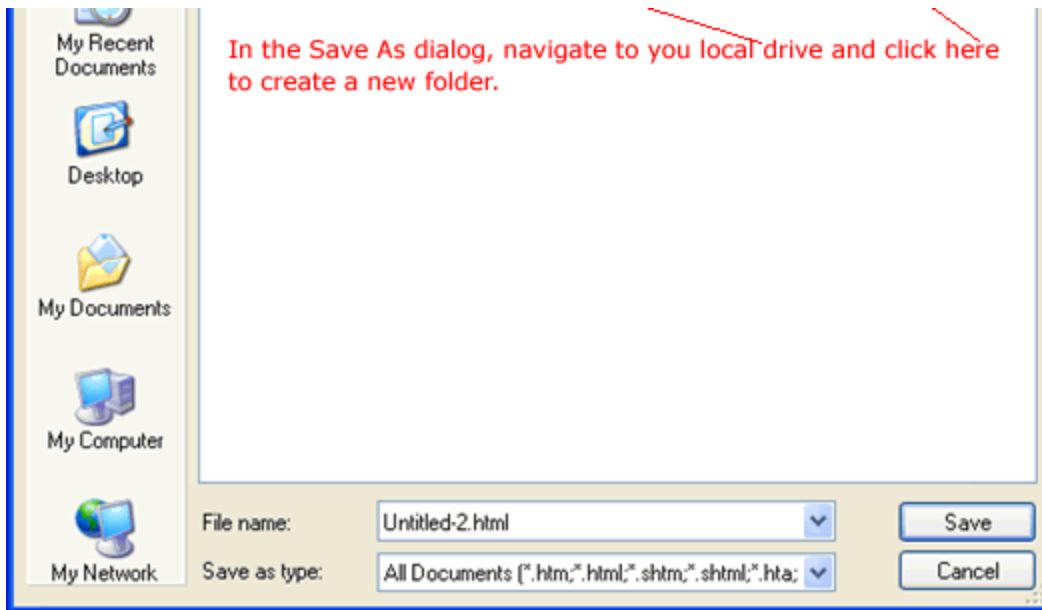 My Recent
Documents
In the Save As dialog, navigate to you local drive and click here
to create a new folder.
Desktop
My Documents
My Computer
My Network
File name:
Untitled-2.html
Save
Save as type:
All Documents (*.htm;*.html;*.shtm;*.shtml;*.hta;
Cancel